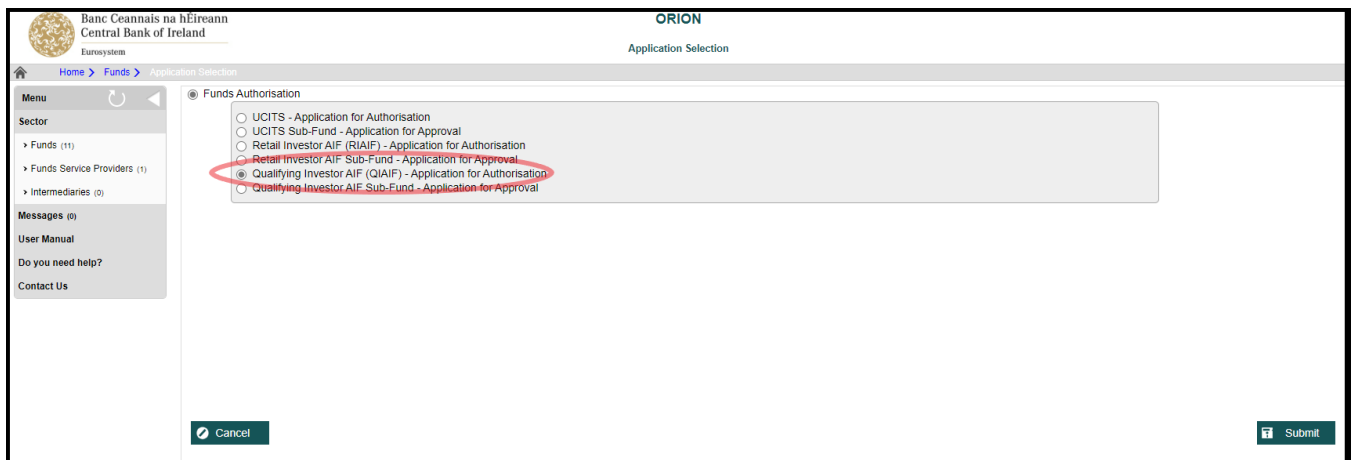 Banc Ceannais na hÉireann
Central Bank of Ireland
Eurosystem
ORION
Application Selection
Home > Funds > Application Selection
Menu
Sector
> Funds (11)
> Funds Service Providers (1)
> Intermediaries (0)
Messages (0)
User Manual
Do you need help?
Contact Us
Funds Authorisation
UCITS - Application for Authorisation
UCITS Sub-Fund - Application for Approval
Retail Investor AIF (RIAIF) - Application for Authorisation
Retail Investor AIF Sub-Fund - Application for Approval
Qualifying Investor AIF (QIAIF) - Application for Authorisation
Qualifying Investor AIF Sub-Fund - Application for Approval
Cancel
Submit